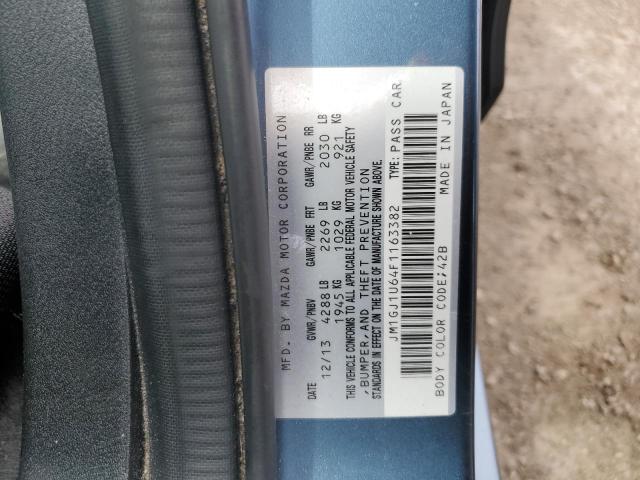 MFD. BY MAZDA MOTOR CORPORATION
DATE GVWR/PNBV GAWR/PNBE FRT GAWR/PNBE RR
12/13 4288 LB 2269 LB 2030 LB
1945 KG 1029 KG 921 KG
THIS VEHICLE CONFORMS TO ALL APPLICABLE FEDERAL MOTOR VEHICLE SAFETY
, BUMPER, AND THEFT PREVENTION
STANDARDS IN EFFECT ON THE DATE OF MANUFACTURE SHOWN ABOVE.
JM1GJ1U64F1163382 TYPE: PASS CAR
BODY COLOR CODE; 42B MADE IN JAPAN